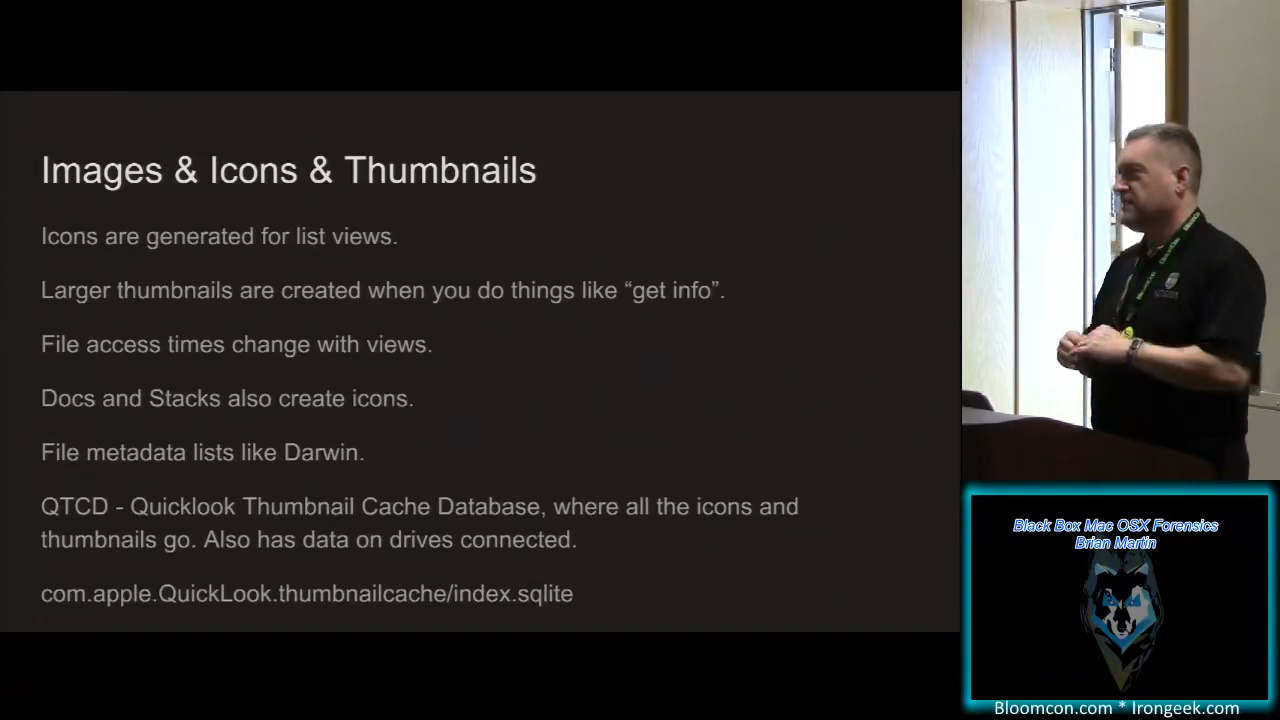 Images & Icons & Thumbnails
Icons are generated for list views.
Larger thumbnails are created when you do things like “get info”.
File access times change with views.
Docs and Stacks also create icons.
File metadata lists like Darwin.
QTCD - Quicklook Thumbnail Cache Database, where all the icons and
thumbnails go. Also has data on drives connected.
com.apple.QuickLook.thumbnailcache/index.sqlite
Black Box Mac OSX Forensics
Brian Martin
Bloomcon.com * Irongeek.com